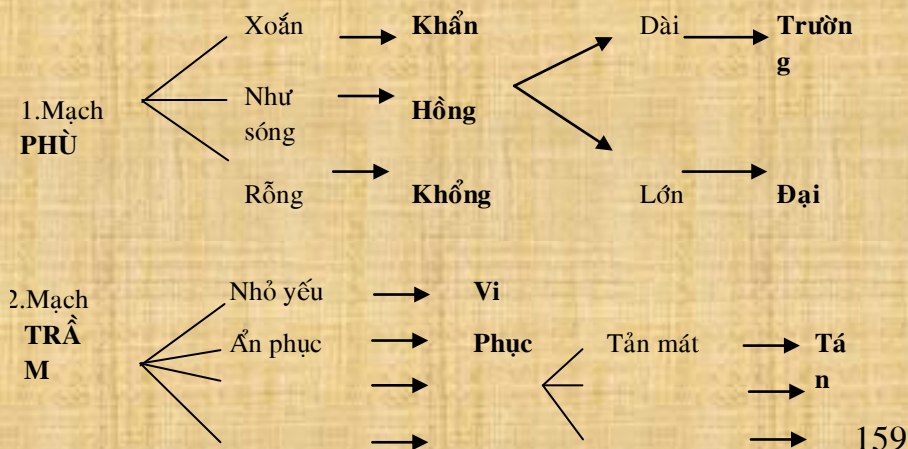 Xoắn Khẩn Dài Trườn
g
1.Mạch Như Hồng
PHÙ sóng
Rỗng Khổng Lớn Đại
2.Mạch Nhỏ yếu Vi
TRẦ Ẩn phục Phục Tản mát Tá
M n
159